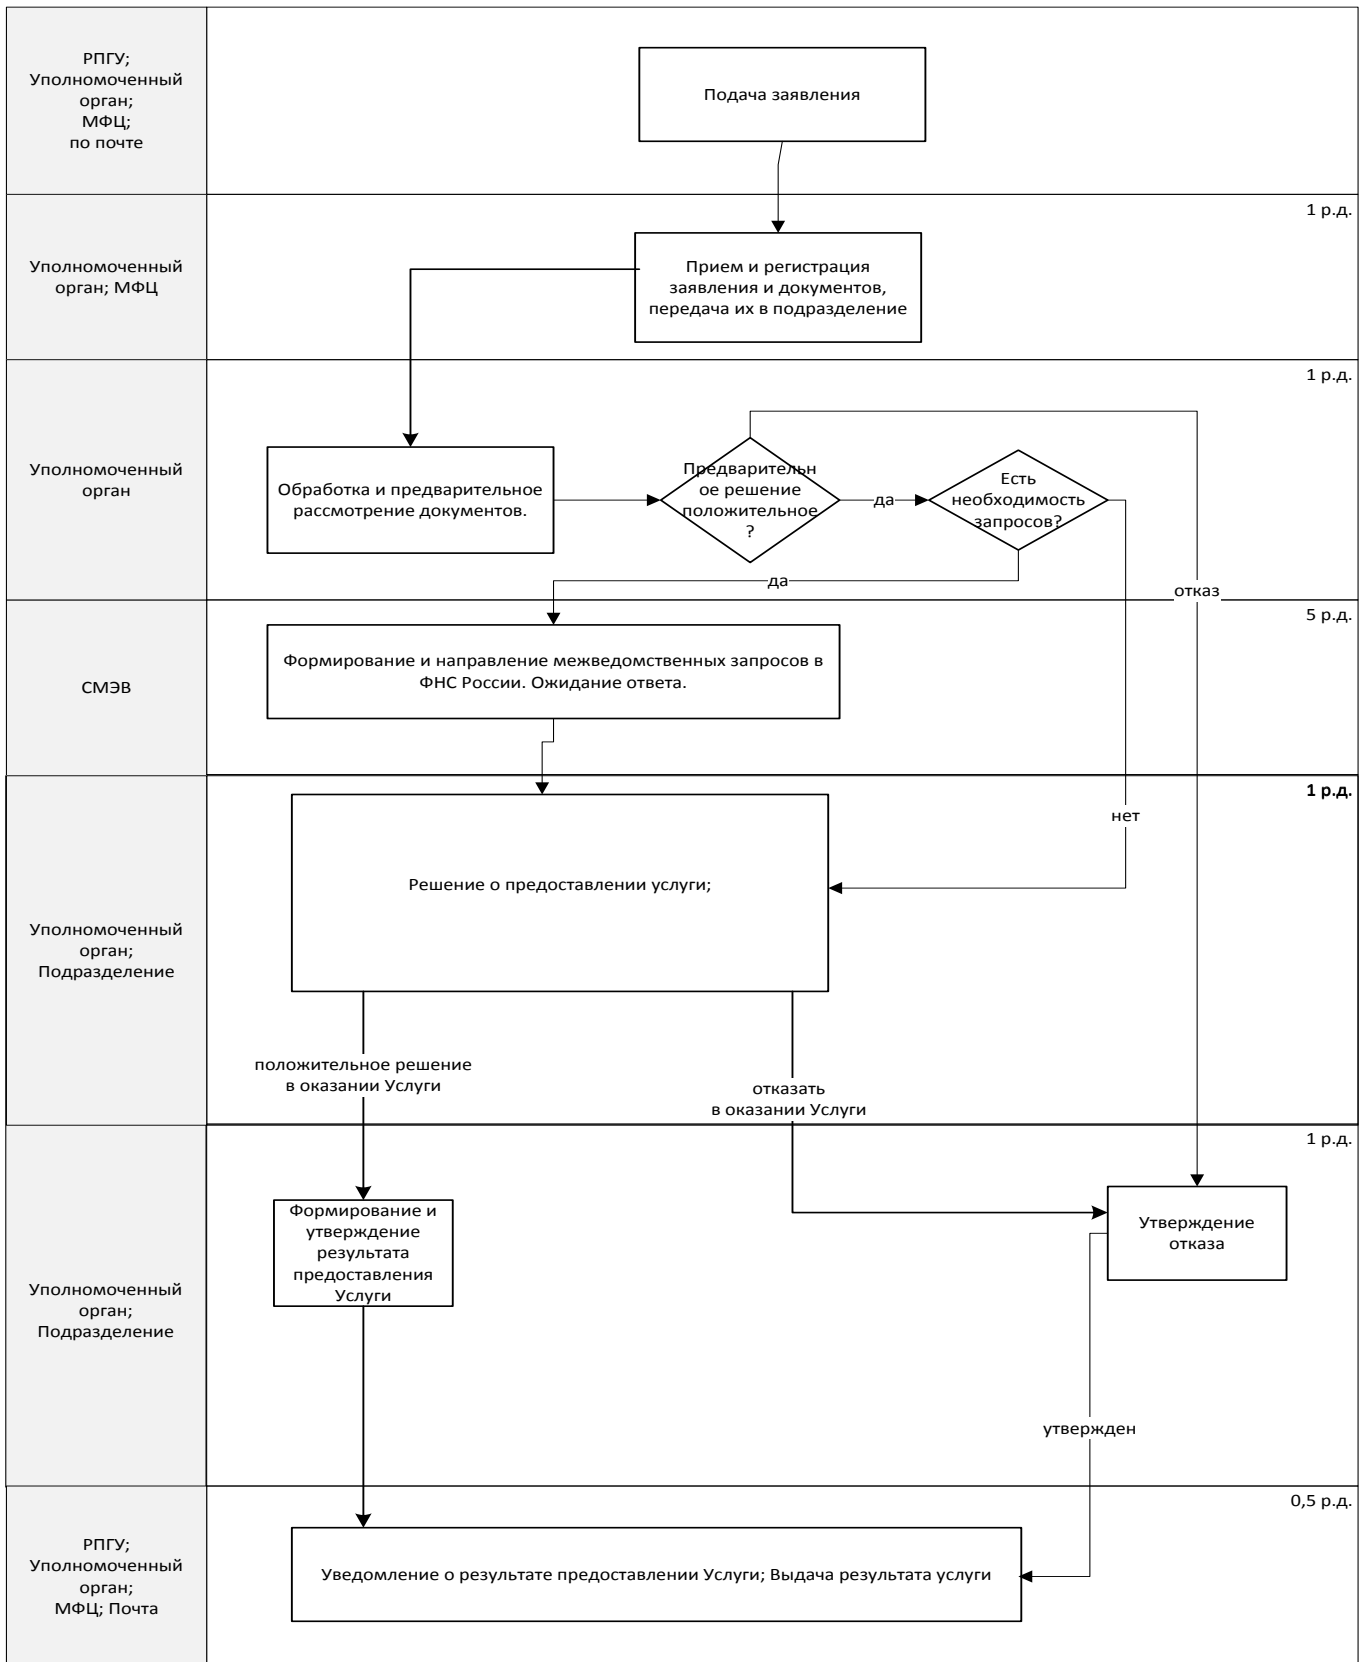 РПГУ;
Уполномоченный
орган;
МФЦ;
по почте
Подача заявления
1 р.д.
Уполномоченный
орган; МФЦ
Прием и регистрация
заявления и документов,
передача их в подразделение
1 р.д.
Уполномоченный
орган
Обработка и предварительное
рассмотрение документов.
Предварительн
ое решение
положительное
?
да
Есть
необходимость
запросов?
да
отказ
5 р.д.
СМЭВ
Формирование и направление межведомственных запросов в
ФНС России. Ожидание ответа.
1 р.д.
нет
Уполномоченный
орган;
Подразделение
Решение о предоставлении услуги;
положительное решение
в оказании Услуги
отказать
в оказании Услуги
1 р.д.
Уполномоченный
орган;
Подразделение
Формирование и
утверждение
результата
предоставления
Услуги
Утверждение
отказа
утвержден
0,5 р.д.
РПГУ;
Уполномоченный
орган;
МФЦ; Почта
Уведомление о результате предоставлении Услуги; Выдача результата услуги